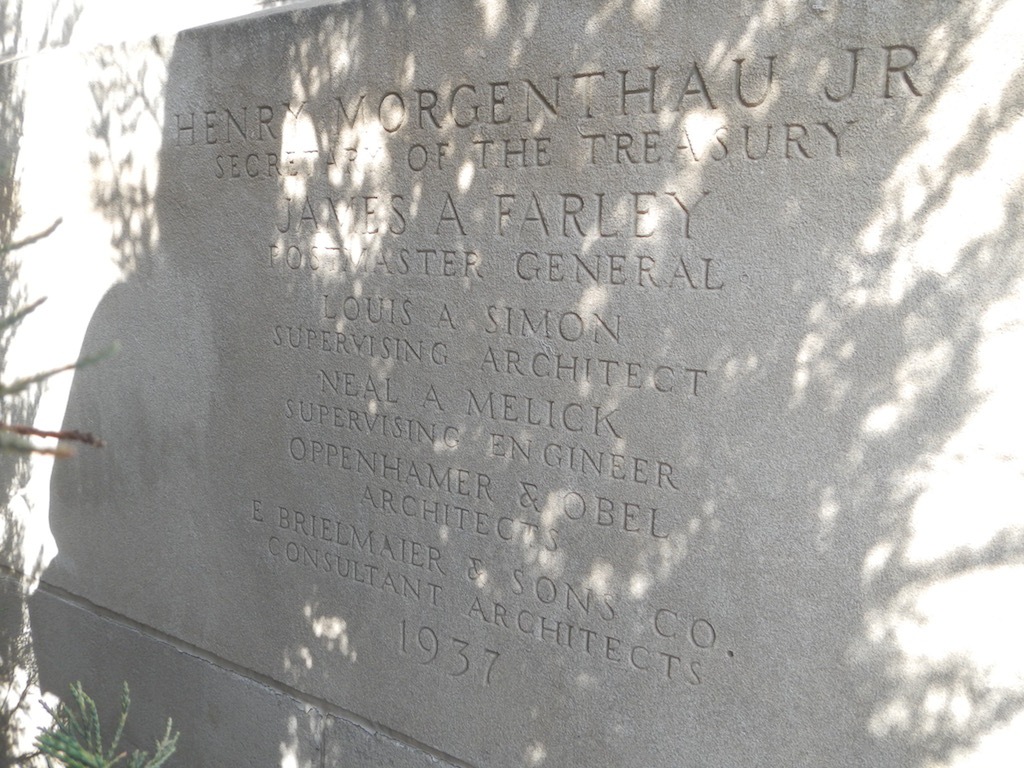 HENRY MORGENTHAU JR
SECRETARY OF THE TREASURY
JAMES A FARLEY
POSTMASTER GENERAL
LOUIS A SIMON
SUPERVISING ARCHITECT
NEAL A MELICK
SUPERVISING ENGINEER
OPPENHAMER & OBEL
ARCHITECTS
E BRIELMAIER & SONS CO.
CONSULTANT ARCHITECTS
1937